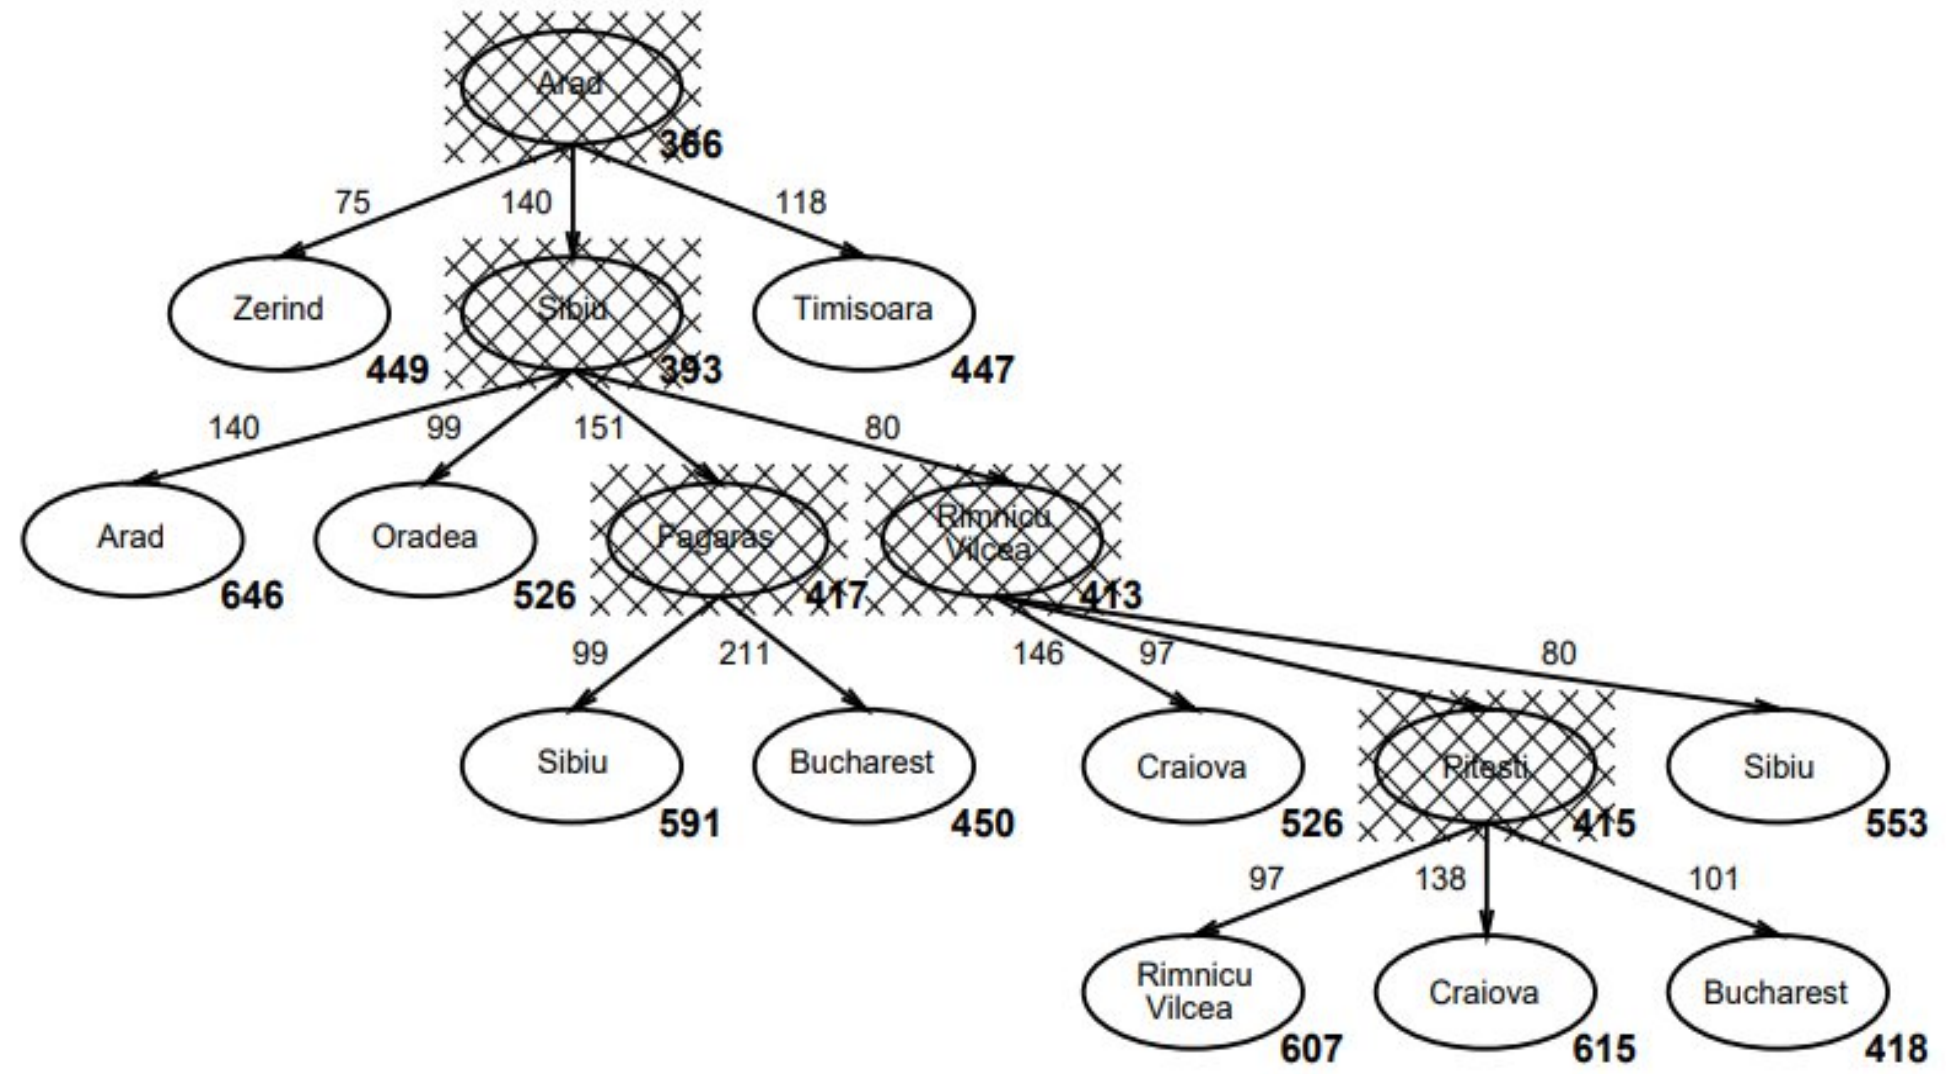 Arad
366
75
140
118
Zerind
Sibiu
Timisoara
449
393
447
140
99
151
80
Arad
Oradea
Fagaras
Rimnicu
Vilcea
646
526
417
413
99
211
146
97
80
Sibiu
Bucharest
Craiova
Pitesti
Sibiu
591
450
526
415
553
97
138
101
Rimnicu
Vilcea
Craiova
Bucharest
607
615
418